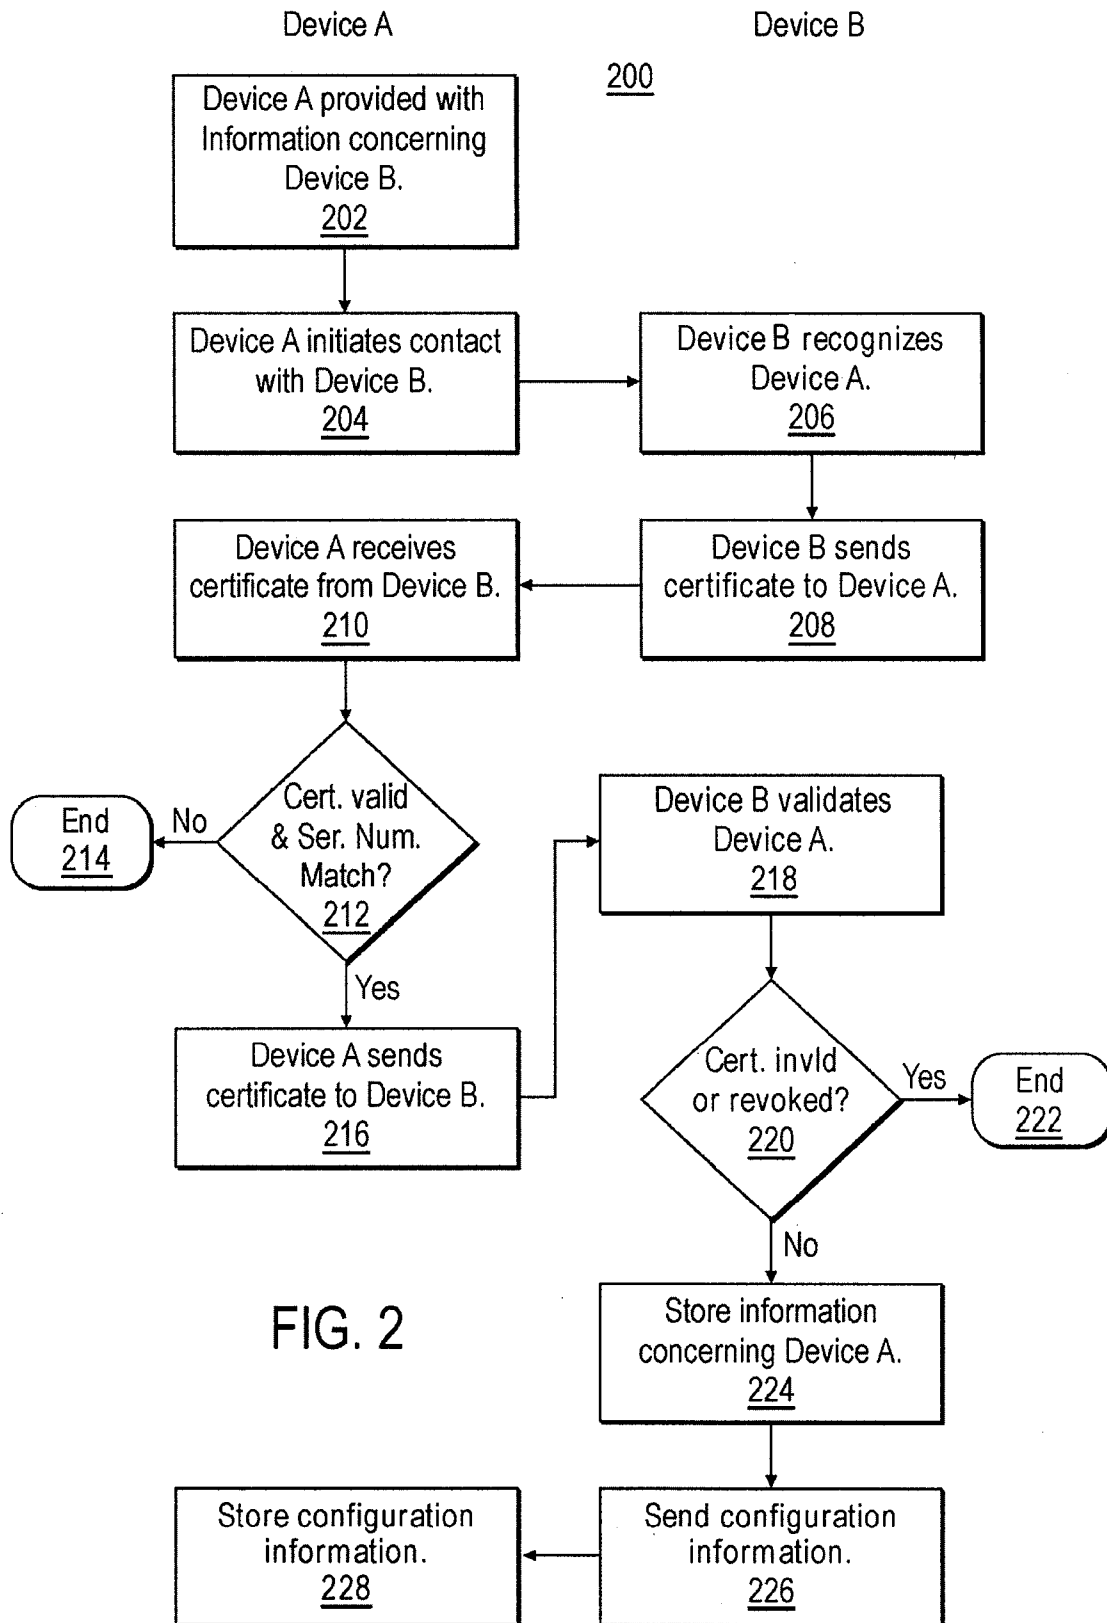 Device A
Device B
200
Device A provided with
Information concerning
Device B.
202
Device A initiates contact
with Device B.
204
Device B recognizes
Device A.
206
Device A receives
certificate from Device B.
210
Device B sends
certificate to Device A.
208
Cert. valid
& Ser. Num.
Match?
212
No
End
214
Yes
Device A sends
certificate to Device B.
216
Device B validates
Device A.
218
Cert. invld
or revoked?
220
Yes
End
222
No
Store information
concerning Device A.
224
Send configuration
information.
226
Store configuration
information.
228
FIG. 2